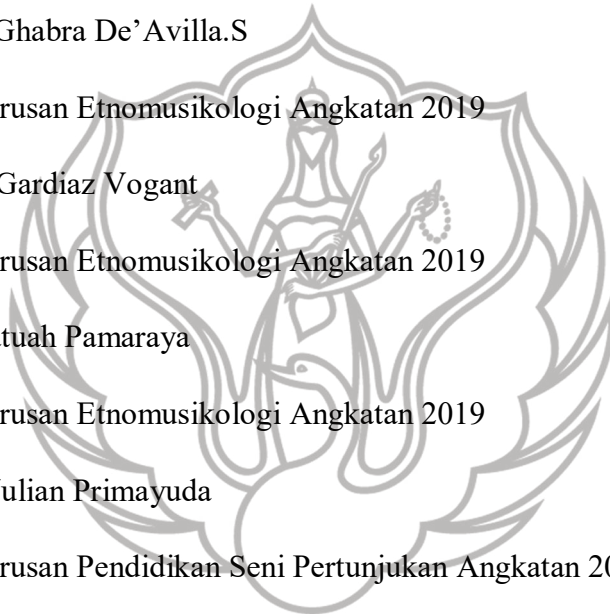 Ghabra De’Avilla.S
rusan Etnomusikologi Angkatan 2019
Gardiaz Vogant
rusan Etnomusikologi Angkatan 2019
tuah Pamaraya
rusan Etnomusikologi Angkatan 2019
ulian Primayuda
rusan Pendidikan Seni Pertunjukan Angkatan 20